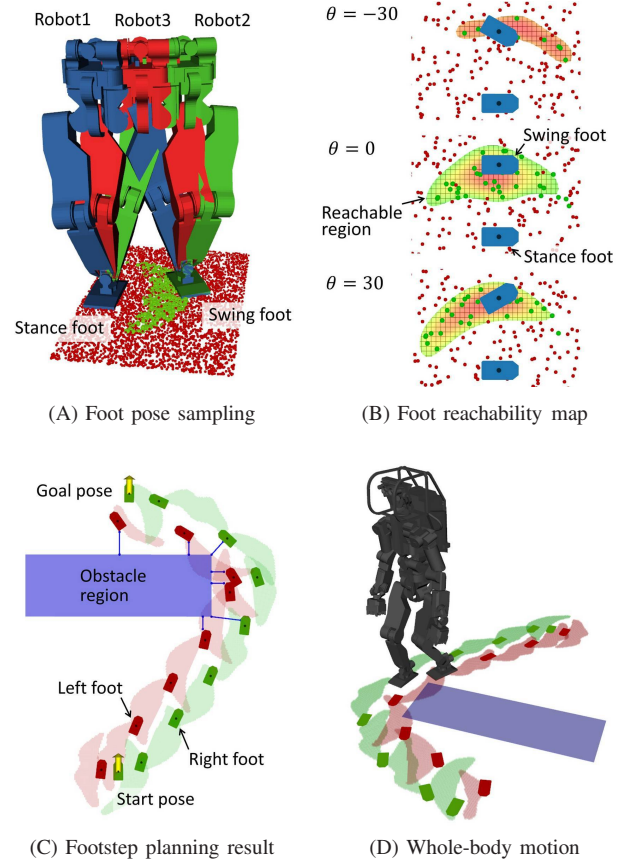 Robot1 Robot3 Robot2
Stance foot
Swing foot
(A) Foot pose sampling
θ = −30
θ = 0
Swing foot
Reachable
region
Stance foot
θ = 30
(B) Foot reachability map
Goal pose
Obstacle
region
Left foot
Right foot
Start pose
(C) Footstep planning result
(D) Whole-body motion